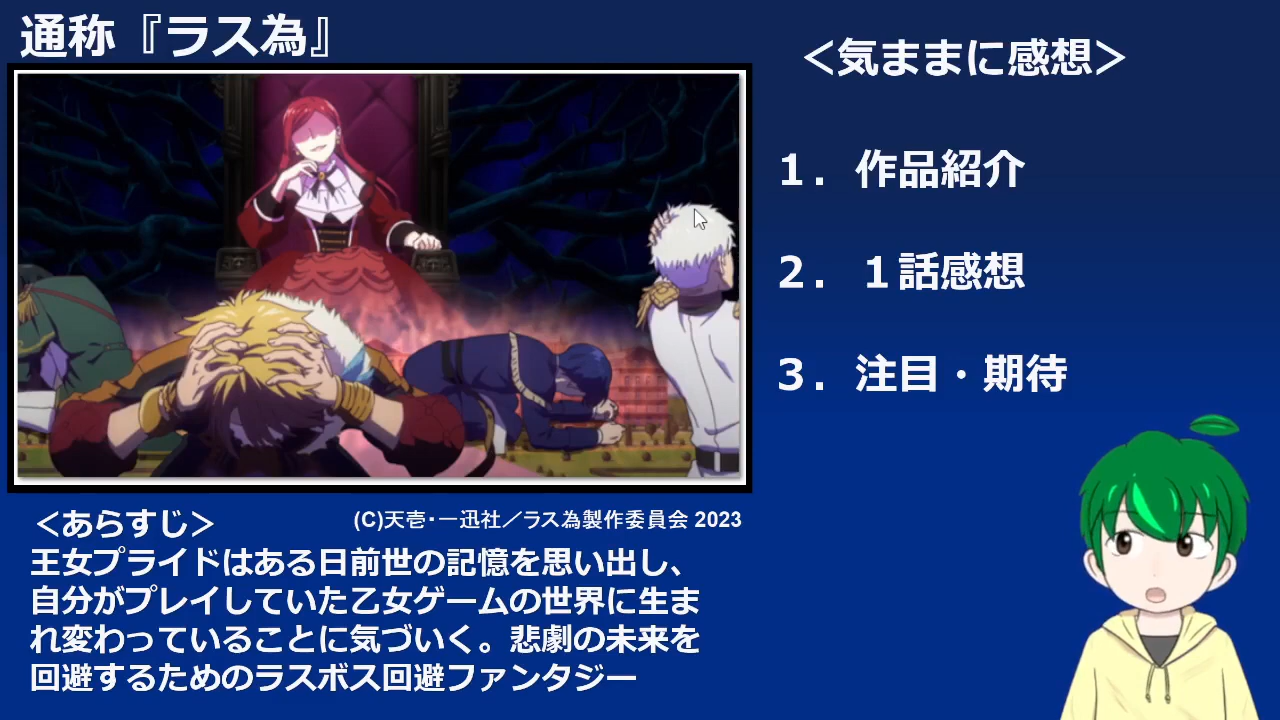 通称『ラス為』
＜気ままに感想＞
１．作品紹介
２．１話感想
３．注目・期待
＜あらすじ＞
(C)天壱・一迅社／ラス為製作委員会 2023
王女プライドはある日前世の記憶を思い出し、
自分がプレイしていた乙女ゲームの世界に生ま
れ変わっていることに気づいく。悲劇の未来を
回避するためのラスボス回避ファンタジー